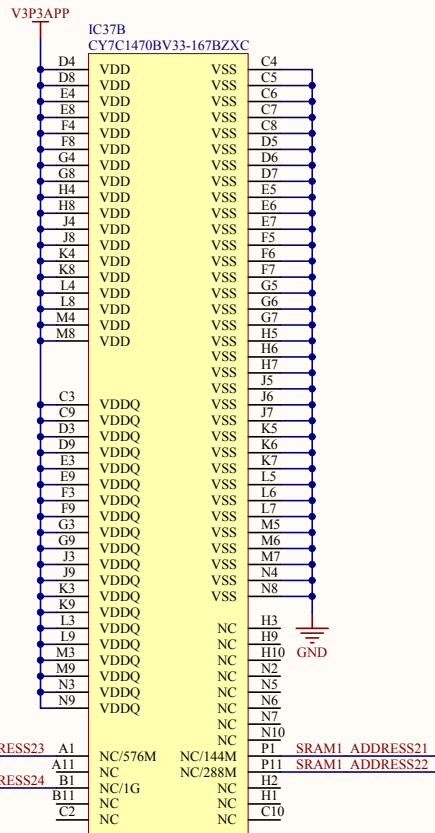 V3P3APP
IC37B
CY7C1470BV33-167BZXC
D4 VDD VSS C4
D8 VDD VSS C5
E4 VDD VSS C6
E8 VDD VSS C7
F4 VDD VSS C8
F8 VDD VSS D5
G4 VDD VSS D6
G8 VDD VSS D7
H4 VDD VSS E5
H8 VDD VSS E6
J4 VDD VSS E7
J8 VDD VSS F5
K4 VDD VSS F6
K8 VDD VSS F7
L4 VDD VSS G5
L8 VDD VSS G6
M4 VDD VSS G7
M8 VDD VSS H5
VSS H6
VSS H7
VSS J5
C3 VDDQ VSS J6
C9 VDDQ VSS J7
D3 VDDQ VSS K5
D9 VDDQ VSS K6
E3 VDDQ VSS K7
E9 VDDQ VSS L5
F3 VDDQ VSS L6
F9 VDDQ VSS L7
G3 VDDQ VSS M5
G9 VDDQ VSS M6
J3 VDDQ VSS M7
J9 VDDQ VSS N4
K3 VDDQ VSS N8
K9 VDDQ
L3 VDDQ NC H3
L9 VDDQ NC H9
M3 VDDQ NC H10
GND
M9 VDDQ NC N2
N3 VDDQ NC N5
N9 VDDQ NC N6
NC N7
NC N10
RESS23 A1 NC/576M NC/144M P1 SRAM1_ADDRESS21
A11 NC NC/288M P11 SRAM1_ADDRESS22
RESS24 B1 NC/1G NC H2
B11 NC NC H1
C2 NC NC C10